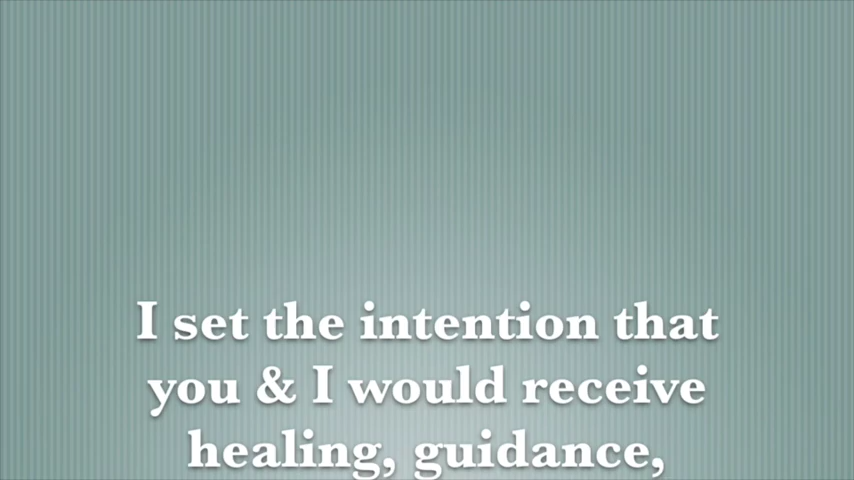 I set the intention that
you & I would receive
healing, guidance,